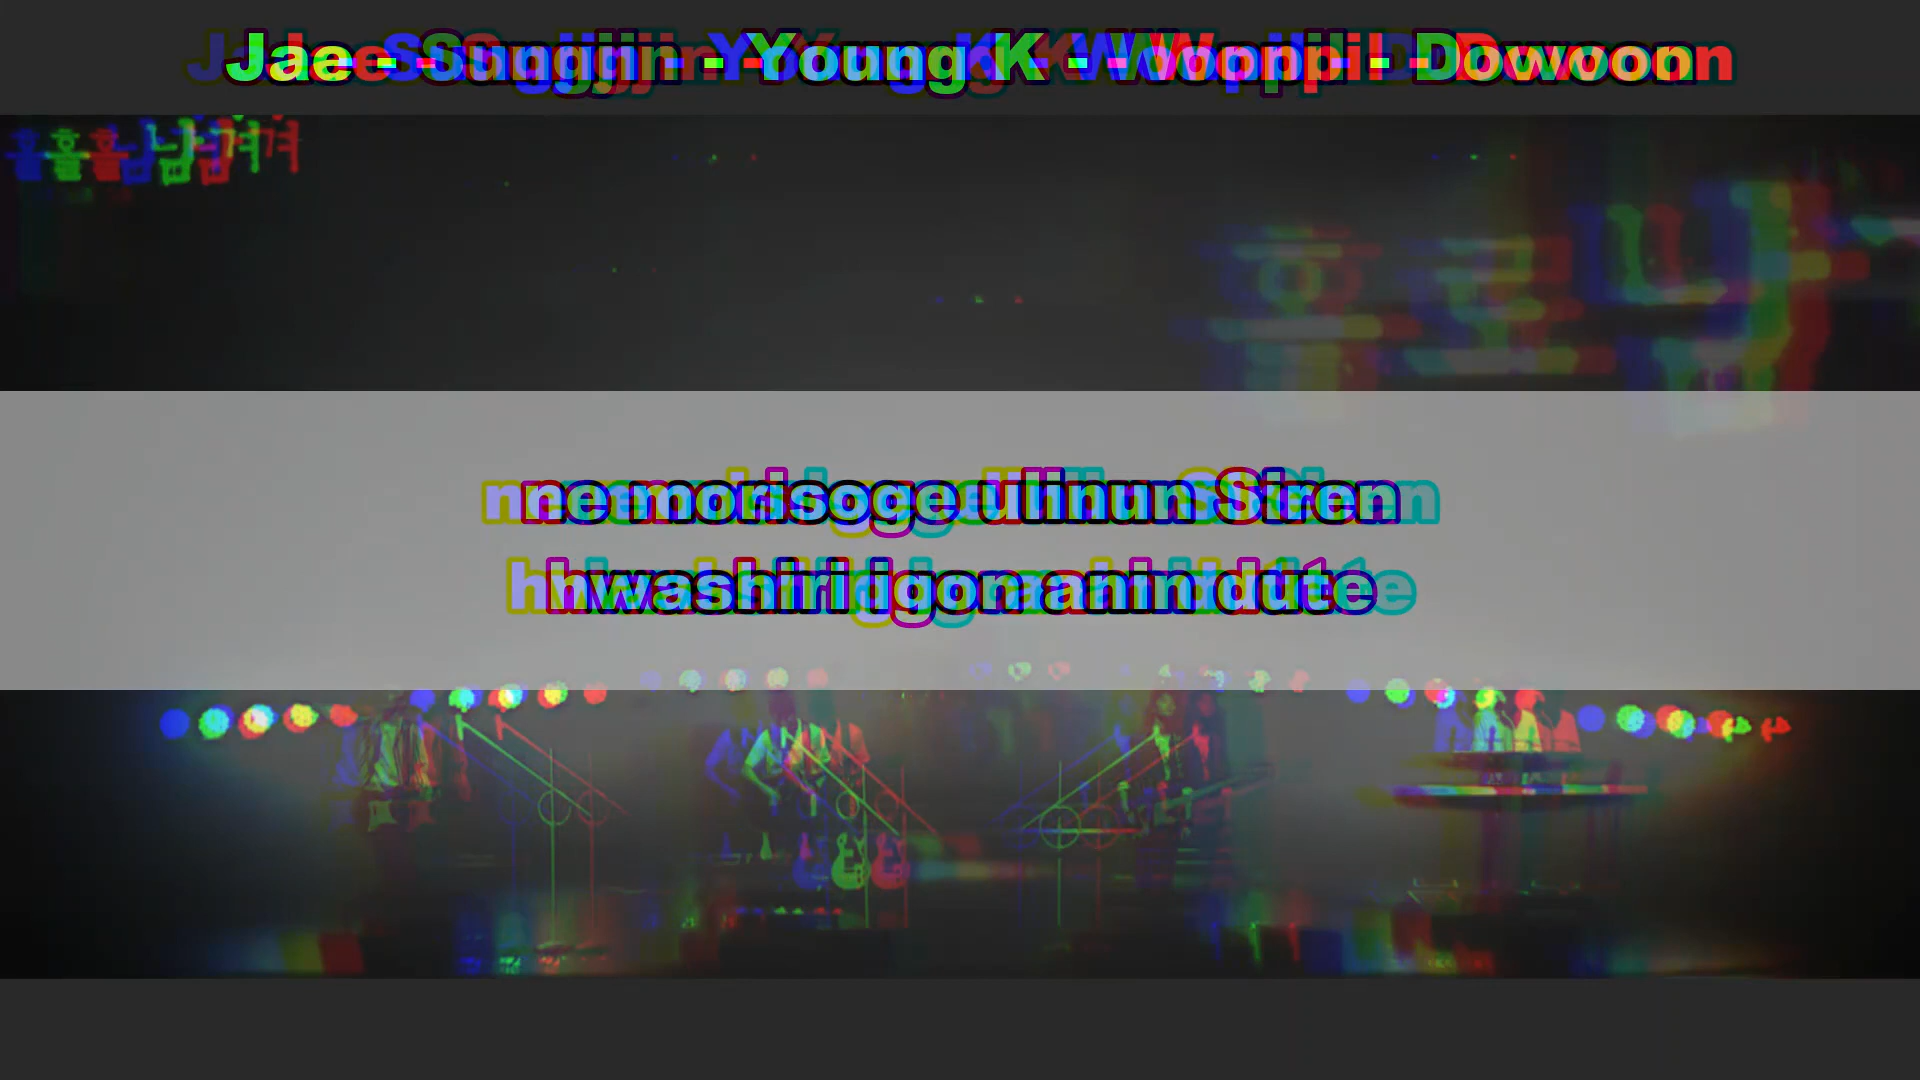 Jae - Sungjin - Young K - Wonpil - Dowoon
ne morisoge ulinun Siren
hwashiri igon anin dute